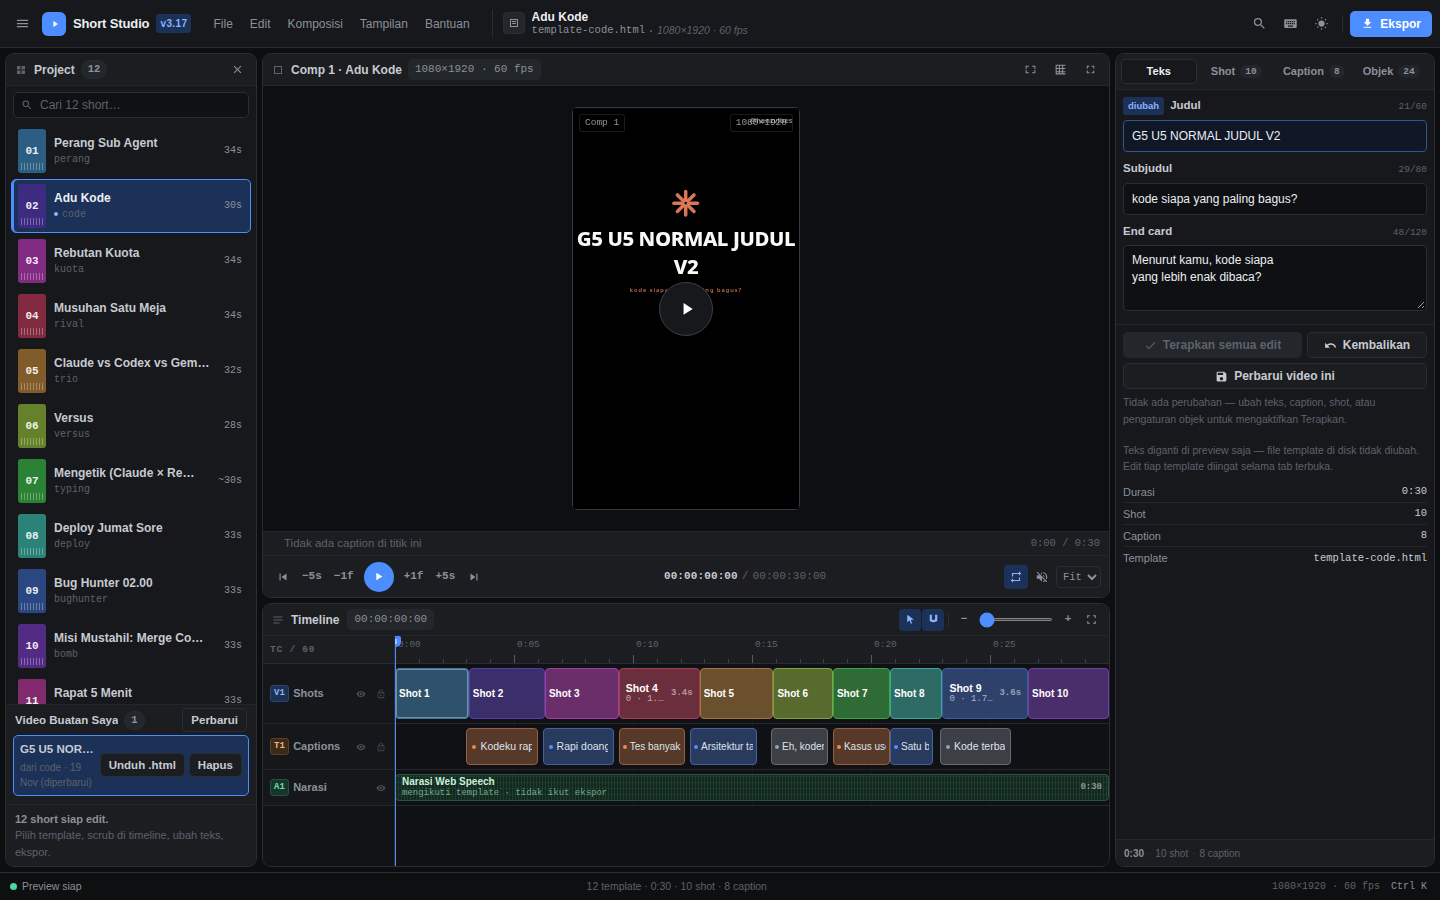 Short Studio v3.17 File Edit Komposisi Tampilan Bantuan
Adu Kode
template-code.html · 1080×1920 · 60 fps
Ekspor
Project 12
Cari 12 short…
01 Perang Sub Agent 34s
perang
02 Adu Kode 30s
code
03 Rebutan Kuota 34s
kuota
04 Musuhan Satu Meja 34s
rival
05 Claude vs Codex vs Gem… 32s
trio
06 Versus 28s
versus
07 Mengetik (Claude × Re… ~30s
typing
08 Deploy Jumat Sore 33s
deploy
09 Bug Hunter 02.00 33s
bughunter
10 Misi Mustahil: Merge Co… 33s
bomb
11 Rapat 5 Menit 33s
Video Buatan Saya 1 Perbarui
G5 U5 NOR…
dari code · 19
Nov (diperbarui)
Unduh .html Hapus
12 short siap edit.
Pilih template, scrub di timeline, ubah teks,
ekspor.
Comp 1 · Adu Kode 1080×1920 · 60 fps
Comp 1 1080×1920
G5 U5 NORMAL JUDUL
V2
Tidak ada caption di titik ini 0:00 / 0:30
−5s −1f +1f +5s 00:00:00:00 / 00:00:30:00 Fit
Timeline 00:00:00:00 − +
TC / 60 0:05 0:10 0:15 0:20 0:25
V1 Shots Shot 1 Shot 2 Shot 3 Shot 4 3.4s Shot 5 Shot 6 Shot 7 Shot 8 Shot 9 3.6s Shot 10
0 · 1.… 0 · 1.7…
T1 Captions Kodeku rap Rapi doang Tes banyak Arsitektur ta Eh, koden Kasus us Satu b Kode terba
A1 Narasi Narasi Web Speech 0:30
mengikuti template · tidak ikut ekspor
Teks Shot 10 Caption 8 Objek 24
diubah Judul 21/60
G5 U5 NORMAL JUDUL V2
Subjudul 29/80
kode siapa yang paling bagus?
End card 48/120
Menurut kamu, kode siapa
yang lebih enak dibaca?
Terapkan semua edit Kembalikan
Perbarui video ini
Tidak ada perubahan — ubah teks, caption, shot, atau
pengaturan objek untuk mengaktifkan Terapkan.
Teks diganti di preview saja — file template di disk tidak diubah.
Edit tiap template diingat selama tab terbuka.
Durasi 0:30
Shot 10
Caption 8
Template template-code.html
0:30 · 10 shot · 8 caption
Preview siap 12 template · 0:30 · 10 shot · 8 caption 1080×1920 · 60 fps Ctrl K